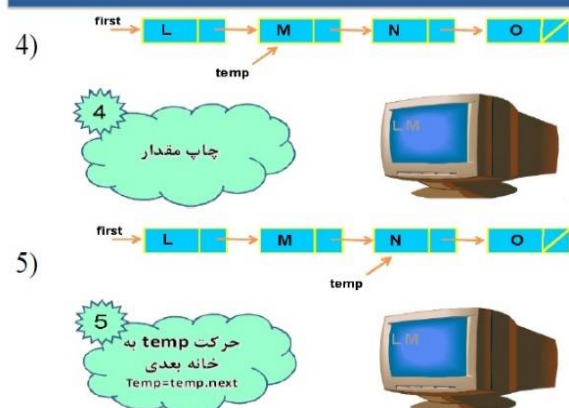 4)
first
L M N O
temp
4
چاپ مقدار
L M
5)
first
L M N O
temp
5
حرکت temp به
خانه بعدی
Temp=temp.next
L M